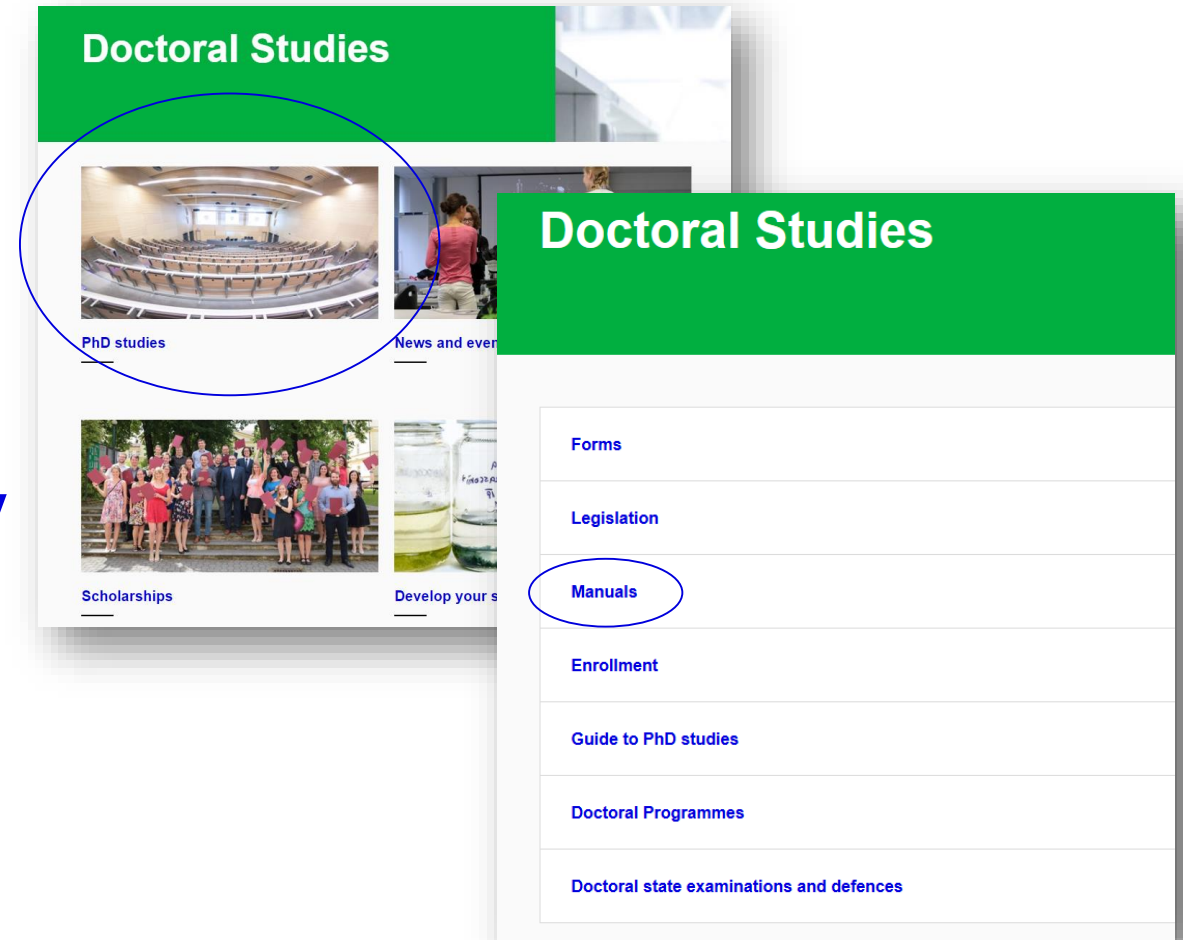 Doctoral Studies
PhD studies
News and even
Scholarships
Develop your s
Doctoral Studies
Forms
Legislation
Manuals
Enrollment
Guide to PhD studies
Doctoral Programmes
Doctoral state examinations and defences